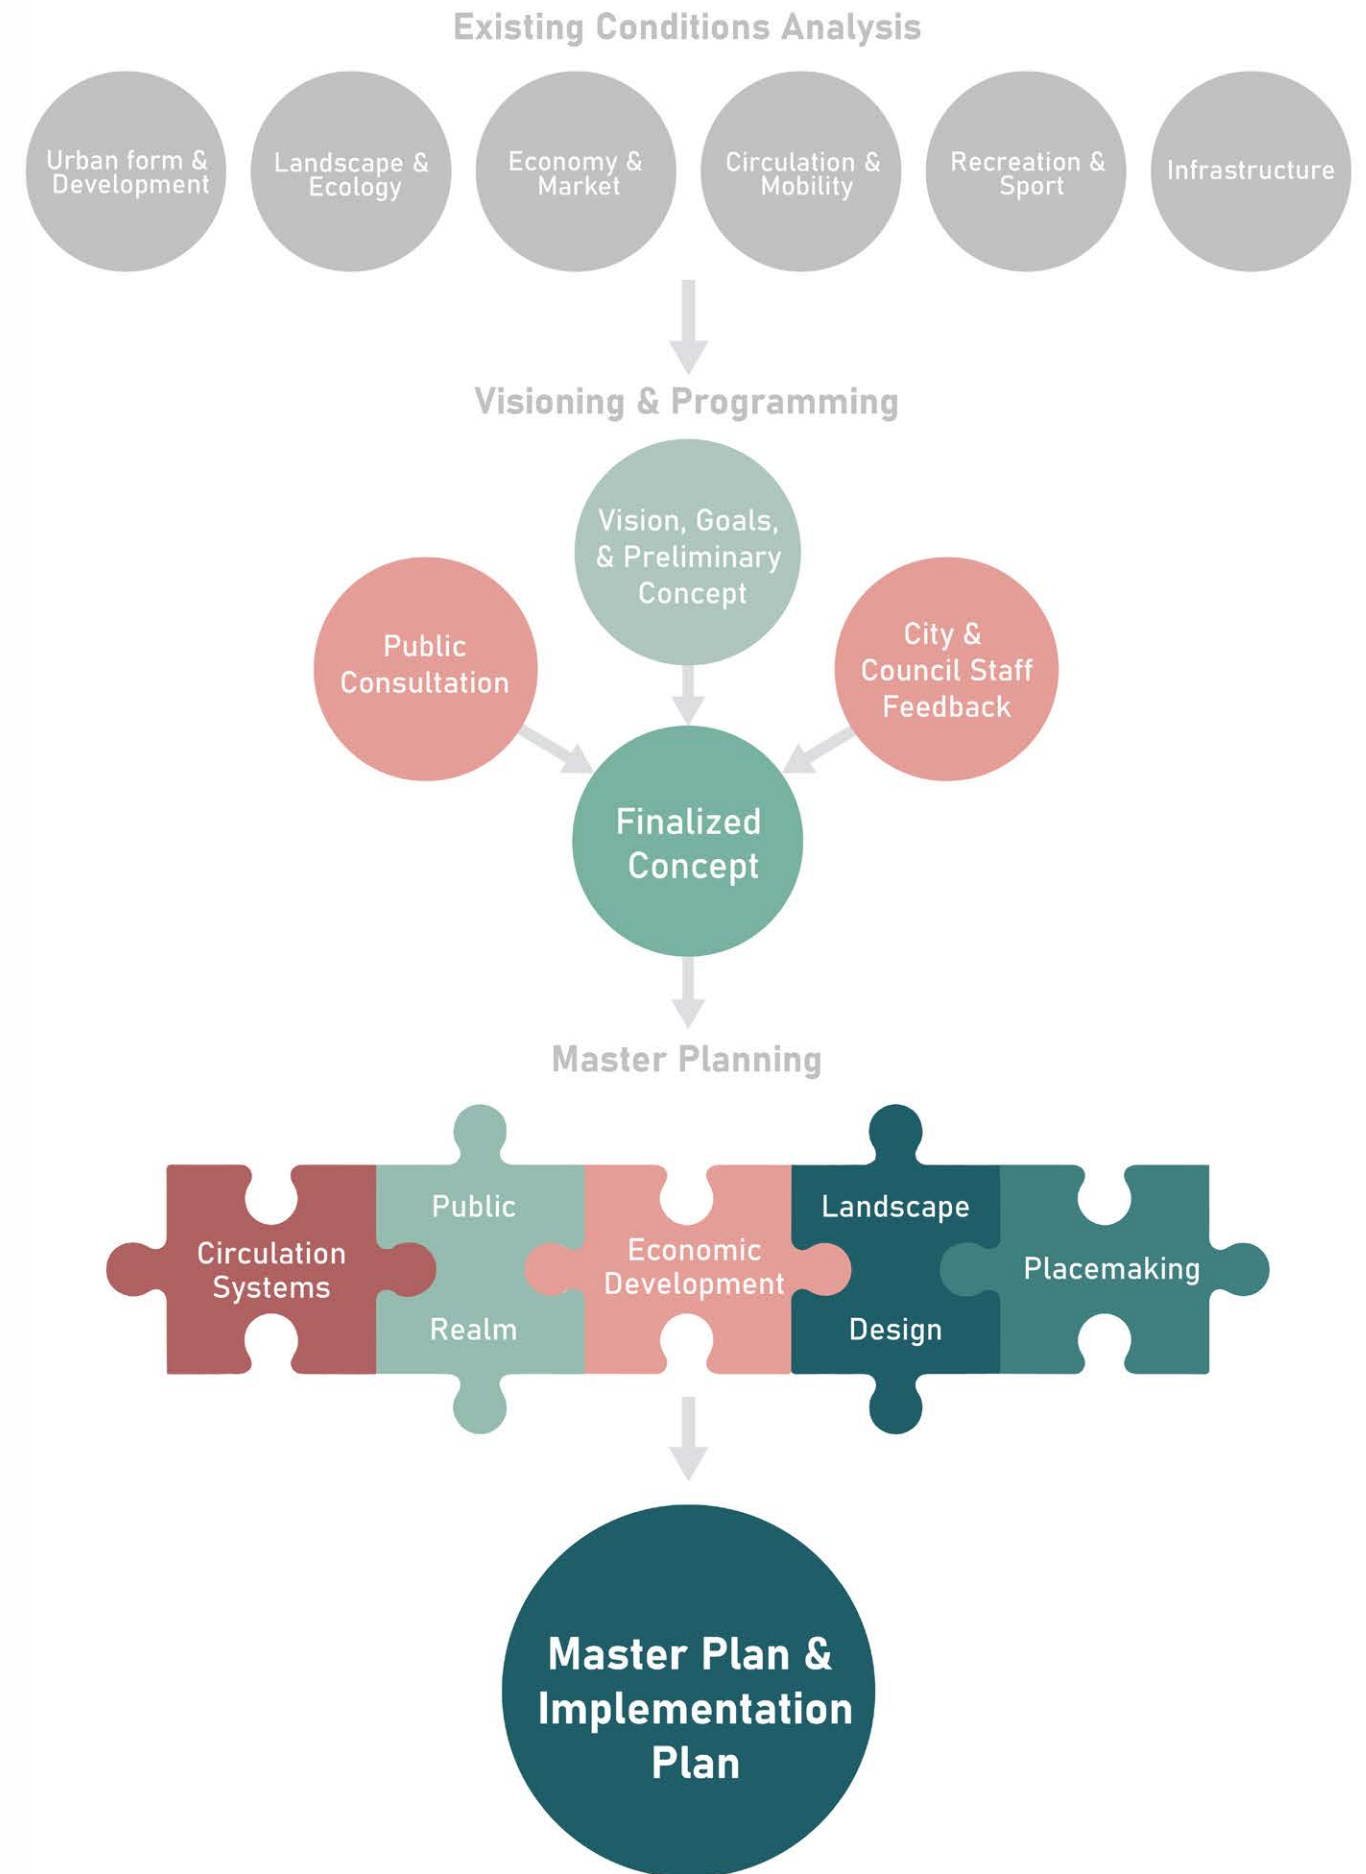 Existing Conditions Analysis
Urban form &
Development
Landscape &
Ecology
Economy &
Market
Circulation &
Mobility
Recreation &
Sport
Infrastructure
Visioning & Programming
Vision, Goals,
& Preliminary
Concept
Public
Consultation
City &
Council Staff
Feedback
Finalized
Concept
Master Planning
Circulation
Systems
Public
Realm
Economic
Development
Landscape
Design
Placemaking
Master Plan &
Implementation
Plan